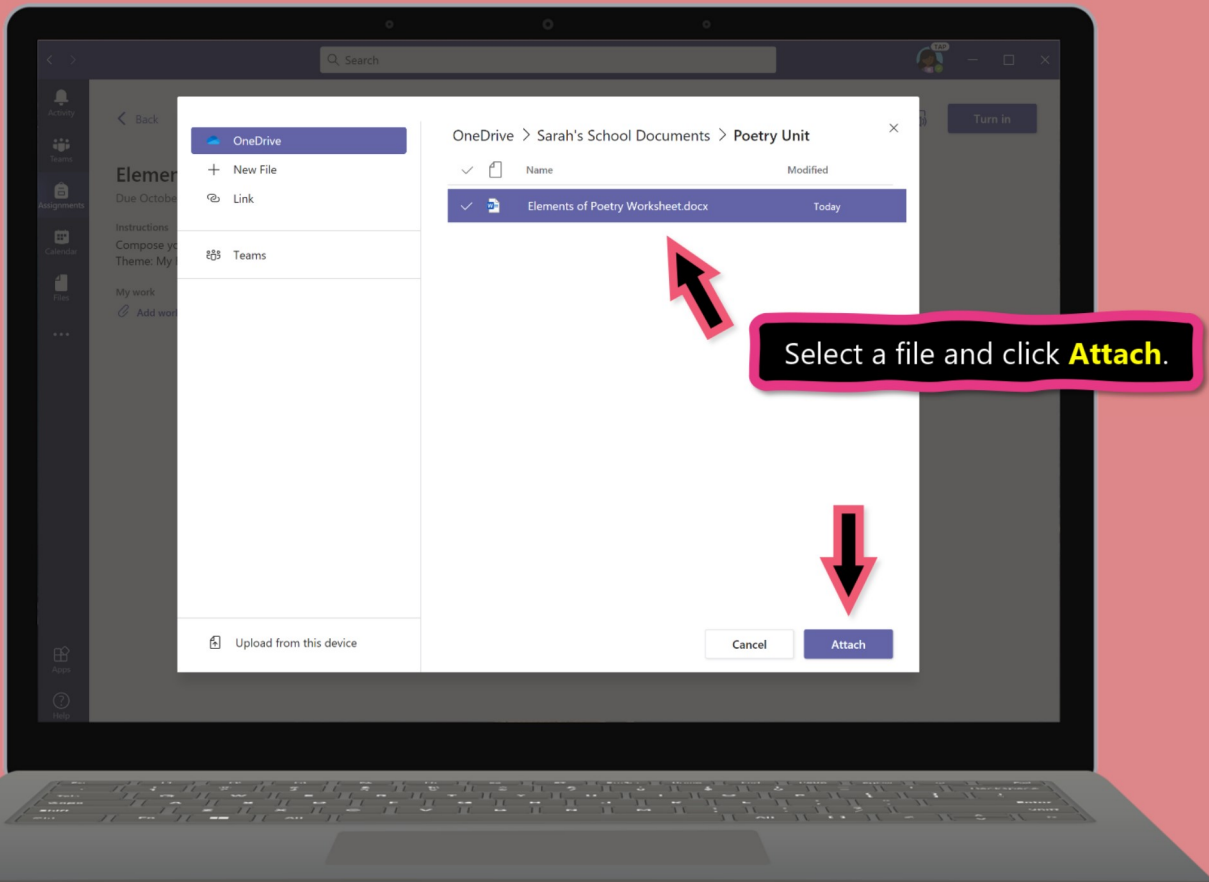 Search
TAP
Activity
Teams
Assignments
Calendar
Files
Apps
Help
Back
Turn in
Elemen
Due Octobe
Instructions
Compose yo
Theme: My
My work
Add wor
OneDrive
New File
Link
Teams
Upload from this device
OneDrive > Sarah's School Documents > Poetry Unit
Name Modified
Elements of Poetry Worksheet.docx Today
Select a file and click Attach.
Cancel Attach